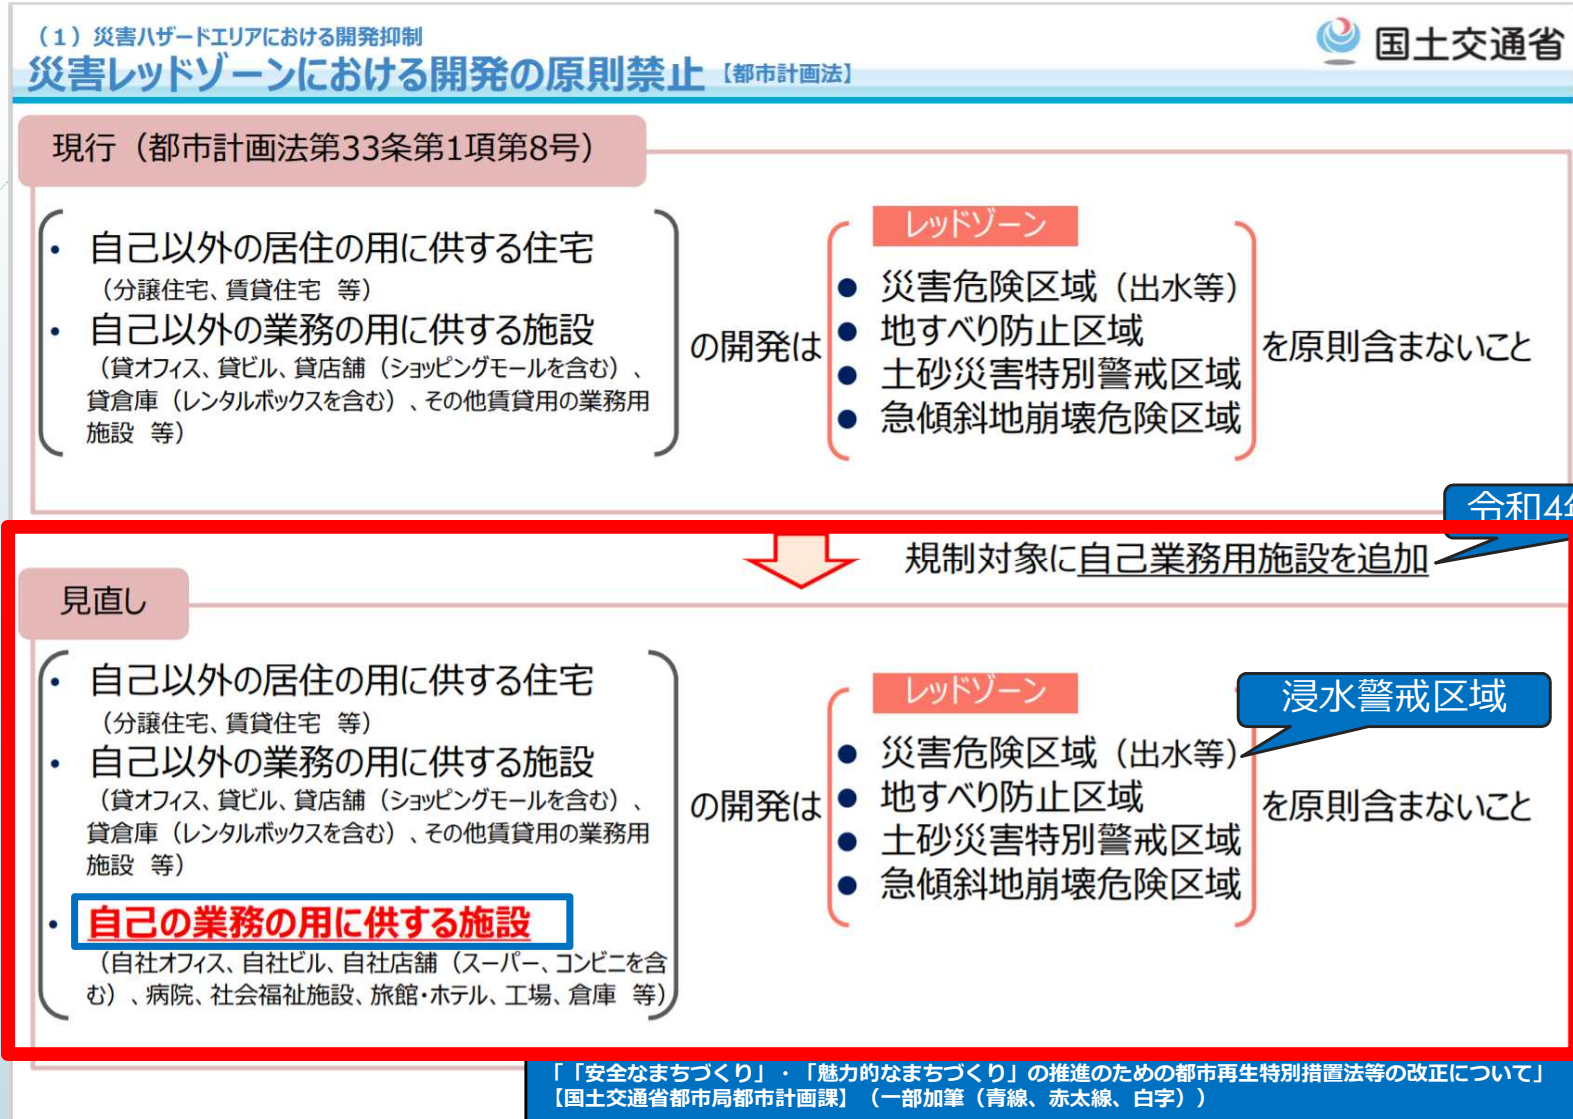 （1）災害ハザードエリアにおける開発抑制
災害レッドゾーンにおける開発の原則禁止【都市計画法】
国土交通省
現行（都市計画法第33条第1項第8号）
・ 自己以外の居住の用に供する住宅
（分譲住宅、賃貸住宅 等）
・ 自己以外の業務の用に供する施設
（貸オフィス、貸ビル、貸店舗（ショッピングモールを含む）、
貸倉庫（レンタルボックスを含む）、その他賃貸用の業務用
施設 等）
の開発は
レッドゾーン
● 災害危険区域（出水等）
● 地すべり防止区域
● 土砂災害特別警戒区域
● 急傾斜地崩壊危険区域
を原則含まないこと
令和4
規制対象に自己業務用施設を追加
見直し
・ 自己以外の居住の用に供する住宅
（分譲住宅、賃貸住宅 等）
・ 自己以外の業務の用に供する施設
（貸オフィス、貸ビル、貸店舗（ショッピングモールを含む）、
貸倉庫（レンタルボックスを含む）、その他賃貸用の業務用
施設 等）
・ 自己の業務の用に供する施設
（自社オフィス、自社ビル、自社店舗（スーパー、コンビニを含
む）、病院、社会福祉施設、旅館・ホテル、工場、倉庫 等）
の開発は
レッドゾーン
● 災害危険区域（出水等）
● 地すべり防止区域
● 土砂災害特別警戒区域
● 急傾斜地崩壊危険区域
浸水警戒区域
を原則含まないこと
「「安全なまちづくり」・「魅力的なまちづくり」の推進のための都市再生特別措置法等の改正について」
【国土交通省都市局都市計画課】（一部加筆（青線、赤太線、白字））